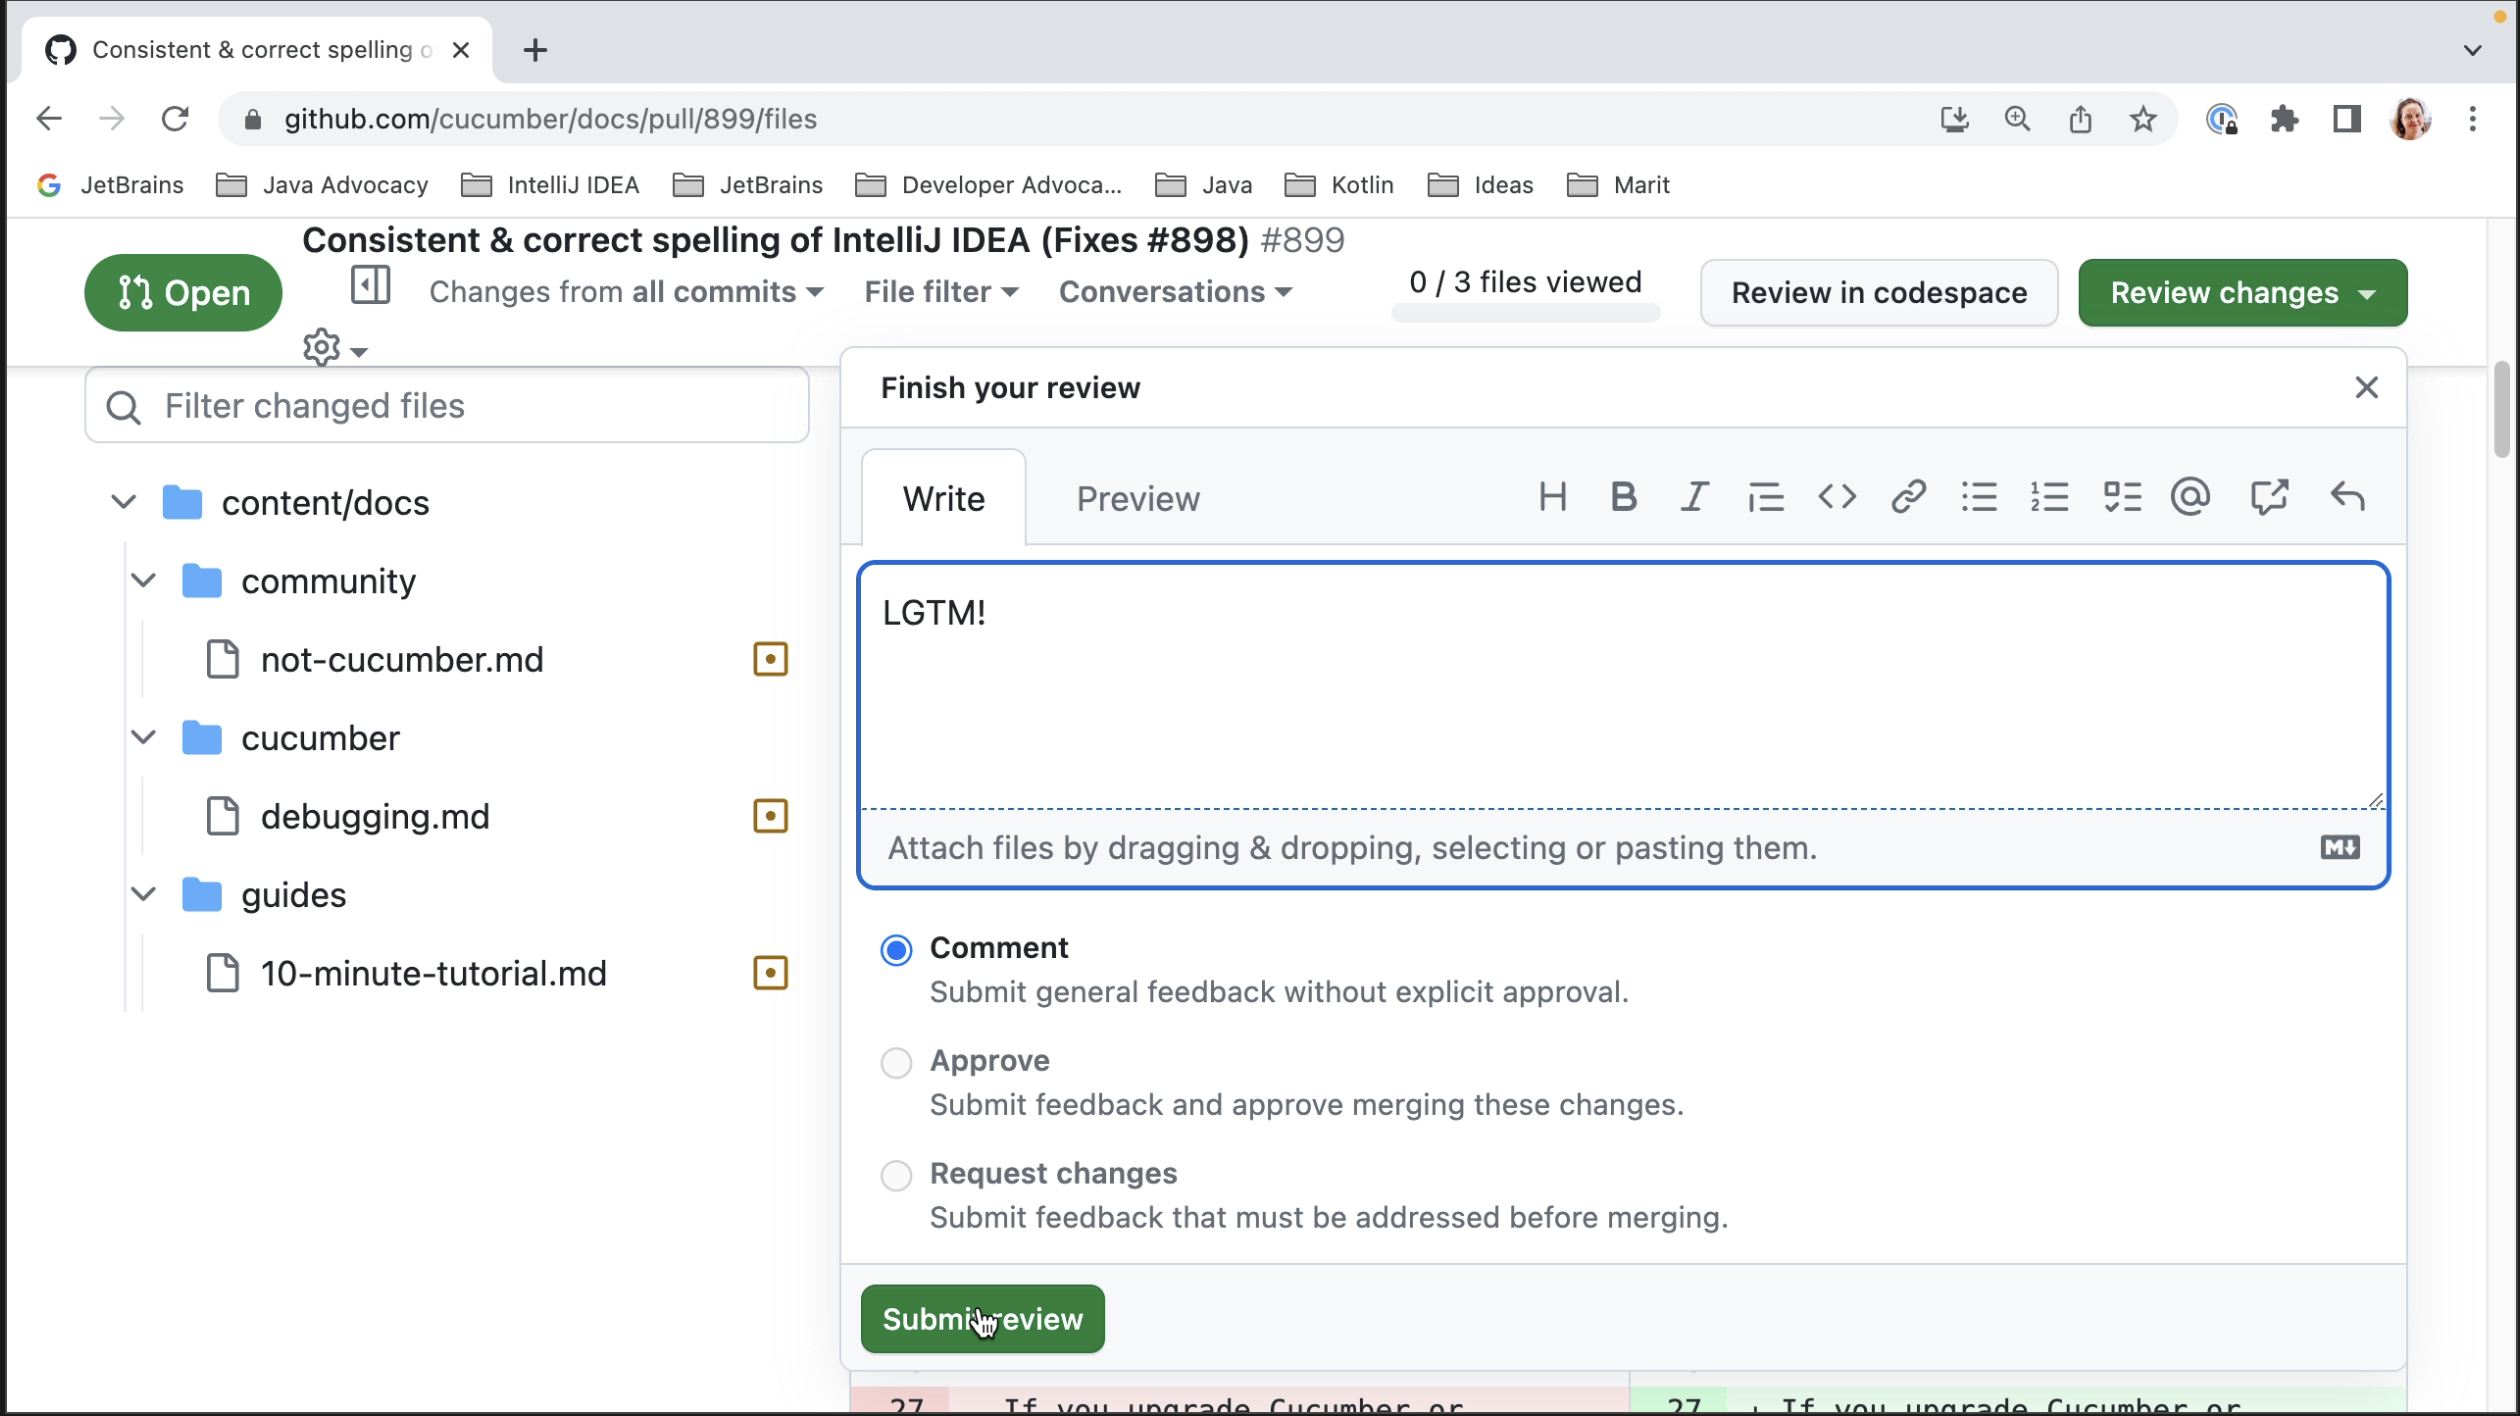 Consistent & correct spelling o
github.com/cucumber/docs/pull/899/files
JetBrains Java Advocacy IntelliJ IDEA JetBrains Developer Advoca... Java Kotlin Ideas Marit
Consistent & correct spelling of IntelliJ IDEA (Fixes #898) #899
Open Changes from all commits File filter Conversations 0 / 3 files viewed Review in codespace Review changes
Filter changed files
content/docs
community
not-cucumber.md
cucumber
debugging.md
guides
10-minute-tutorial.md
Finish your review
Write Preview
LGTM!
Attach files by dragging & dropping, selecting or pasting them.
Comment
Submit general feedback without explicit approval.
Approve
Submit feedback and approve merging these changes.
Request changes
Submit feedback that must be addressed before merging.
Submit review
27 If you upgrade Cucumber or 27 + If you upgrade Cucumber or